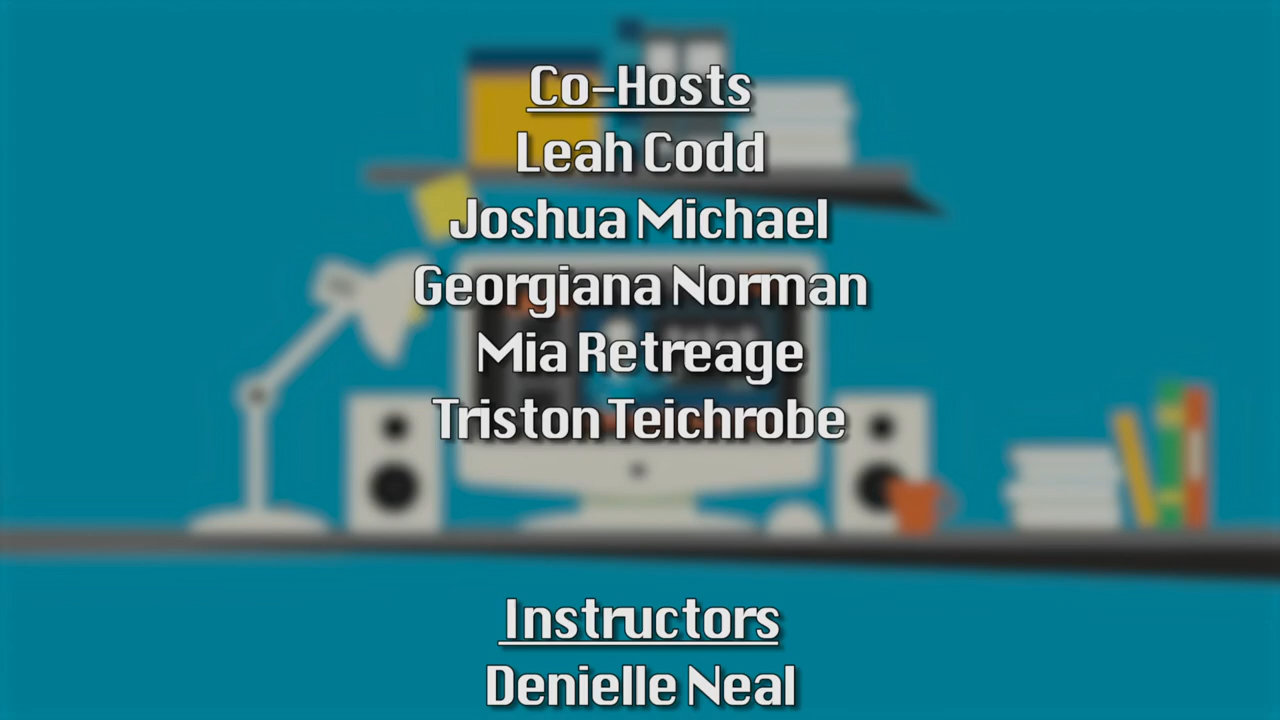 Co-Hosts
Leah Codd
Joshua Michael
Georgiana Norman
Mia Retreage
Triston Teichrobe
Instructors
Denielle Neal